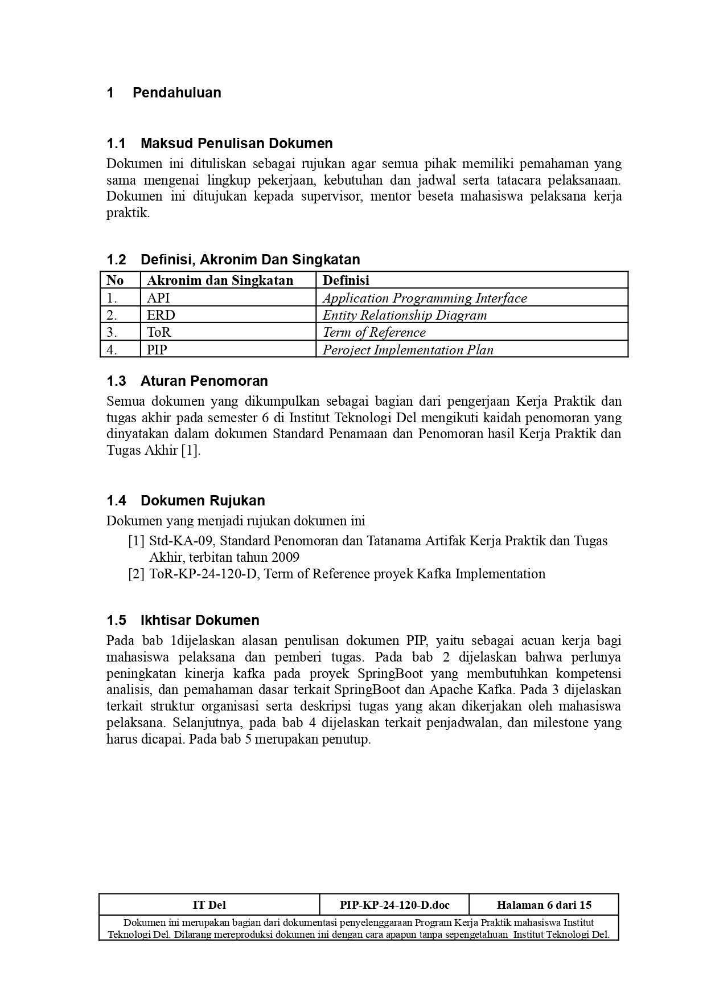 1 Pendahuluan
1.1 Maksud Penulisan Dokumen
Dokumen ini dituliskan sebagai rujukan agar semua pihak memiliki pemahaman yang
sama mengenai lingkup pekerjaan, kebutuhan dan jadwal serta tatacara pelaksanaan.
Dokumen ini ditujukan kepada supervisor, mentor beseta mahasiswa pelaksana kerja
praktik.
1.2 Definisi, Akronim Dan Singkatan
No Akronim dan Singkatan Definisi
1. API Application Programming Interface
2. ERD Entity Relationship Diagram
3. ToR Term of Reference
4. PIP Peroject Implementation Plan
1.3 Aturan Penomoran
Semua dokumen yang dikumpulkan sebagai bagian dari pengerjaan Kerja Praktik dan
tugas akhir pada semester 6 di Institut Teknologi Del mengikuti kaidah penomoran yang
dinyatakan dalam dokumen Standard Penamaan dan Penomoran hasil Kerja Praktik dan
Tugas Akhir [1].
1.4 Dokumen Rujukan
Dokumen yang menjadi rujukan dokumen ini
[1] Std-KA-09, Standard Penomoran dan Tatanama Artifak Kerja Praktik dan Tugas
Akhir, terbitan tahun 2009
[2] ToR-KP-24-120-D, Term of Reference proyek Kafka Implementation
1.5 Ikhtisar Dokumen
Pada bab 1dijelaskan alasan penulisan dokumen PIP, yaitu sebagai acuan kerja bagi
mahasiswa pelaksana dan pemberi tugas. Pada bab 2 dijelaskan bahwa perlunya
peningkatan kinerja kafka pada proyek SpringBoot yang membutuhkan kompetensi
analisis, dan pemahaman dasar terkait SpringBoot dan Apache Kafka. Pada 3 dijelaskan
terkait struktur organisasi serta deskripsi tugas yang akan dikerjakan oleh mahasiswa
pelaksana. Selanjutnya, pada bab 4 dijelaskan terkait penjadwalan, dan milestone yang
harus dicapai. Pada bab 5 merupakan penutup.
IT Del PIP-KP-24-120-D.doc Halaman 6 dari 15
Dokumen ini merupakan bagian dari dokumentasi penyelenggaraan Program Kerja Praktik mahasiswa Institut
Teknologi Del. Dilarang mereproduksi dokumen ini dengan cara apapun tanpa sepengetahuan Institut Teknologi Del.